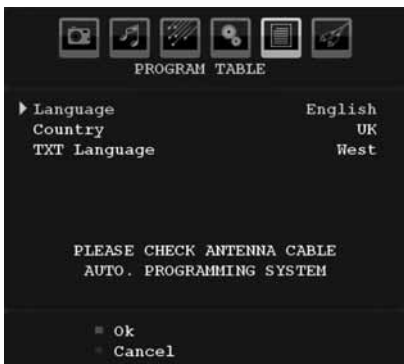 PROGRAM TABLE
Language English
Country UK
TXT Language West
PLEASE CHECK ANTENNA CABLE
AUTO. PROGRAMMING SYSTEM
Ok
Cancel